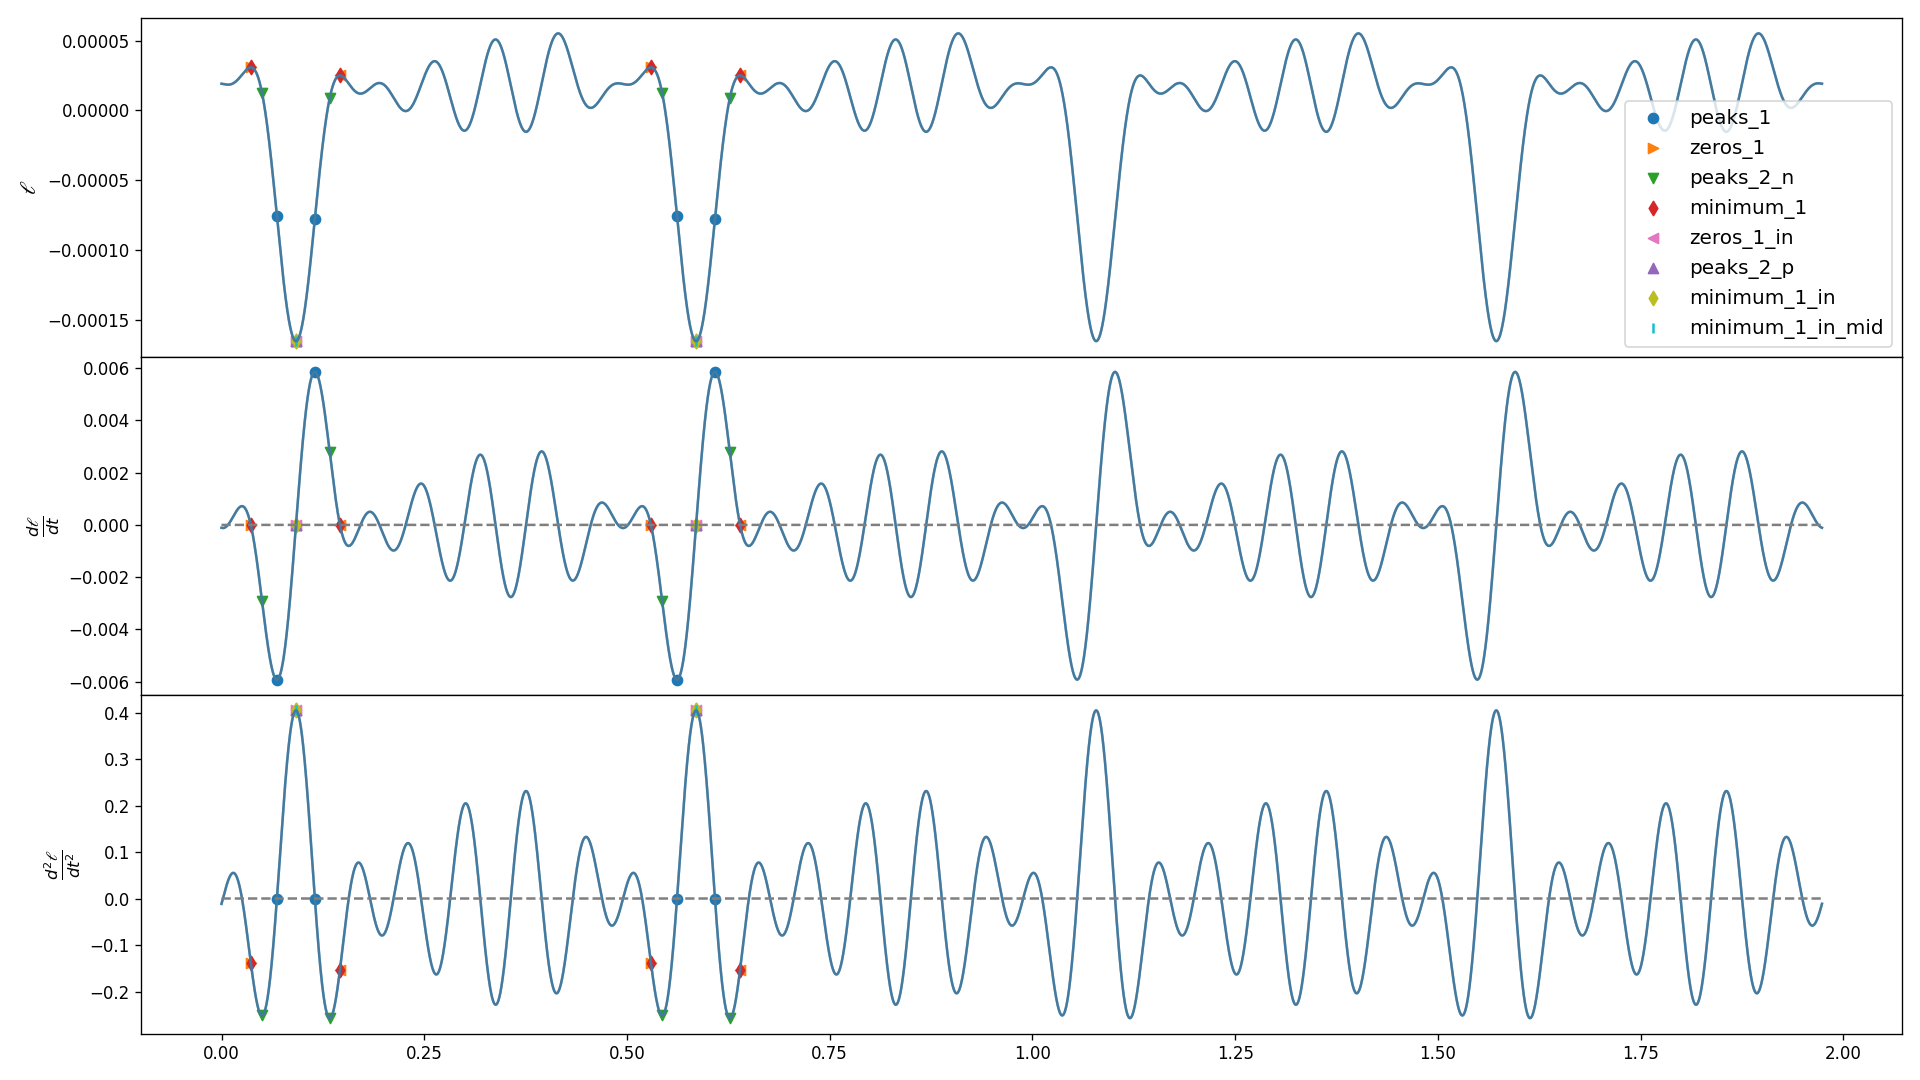 0.00005
0.00000
−0.00005
−0.00010
−0.00015
ℓ
peaks_1
zeros_1
peaks_2_n
minimum_1
zeros_1_in
peaks_2_p
minimum_1_in
minimum_1_in_mid
0.006
0.004
0.002
0.000
−0.002
−0.004
−0.006
dℓ
dt
0.4
0.3
0.2
0.1
0.0
−0.1
−0.2
d²ℓ
dt²
0.00 0.25 0.50 0.75 1.00 1.25 1.50 1.75 2.00